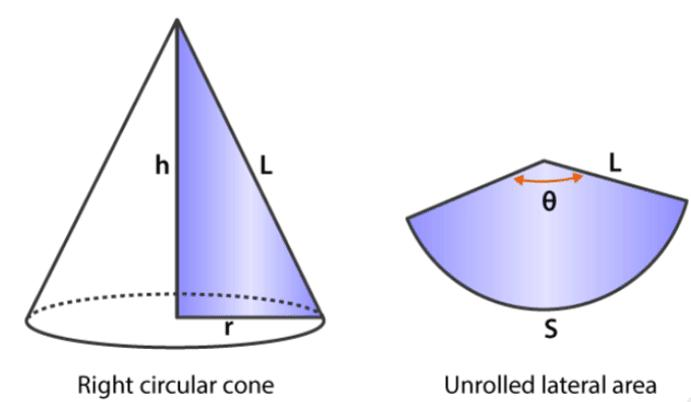 h
L
r
Right circular cone
L
θ
S
Unrolled lateral area